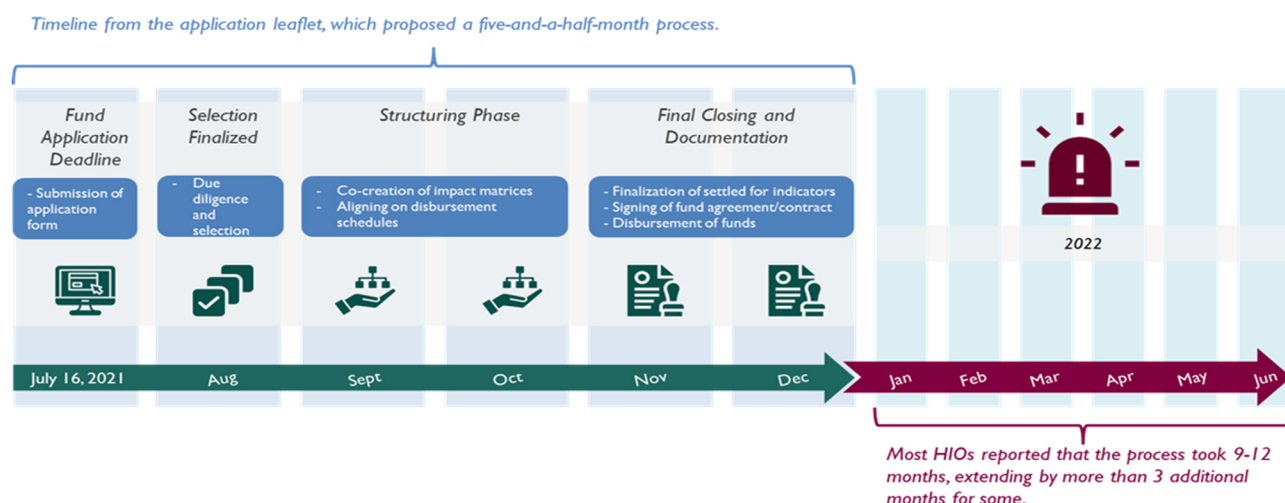 Timeline from the application leaflet, which proposed a five-and-a-half-month process.
Fund
Application
Deadline
- Submission of
application
form
Selection
Finalized
- Due
diligence
and
selection
Structuring Phase
- Co-creation of impact matrices
- Aligning on disbursement
schedules
Final Closing and
Documentation
- Finalization of settled for indicators
- Signing of fund agreement/contract
- Disbursement of funds
2022
July 16, 2021
Aug
Sept
Oct
Nov
Dec
Jan
Feb
Mar
Apr
May
Jun
Most HIOs reported that the process took 9-12
months, extending by more than 3 additional
months for some.